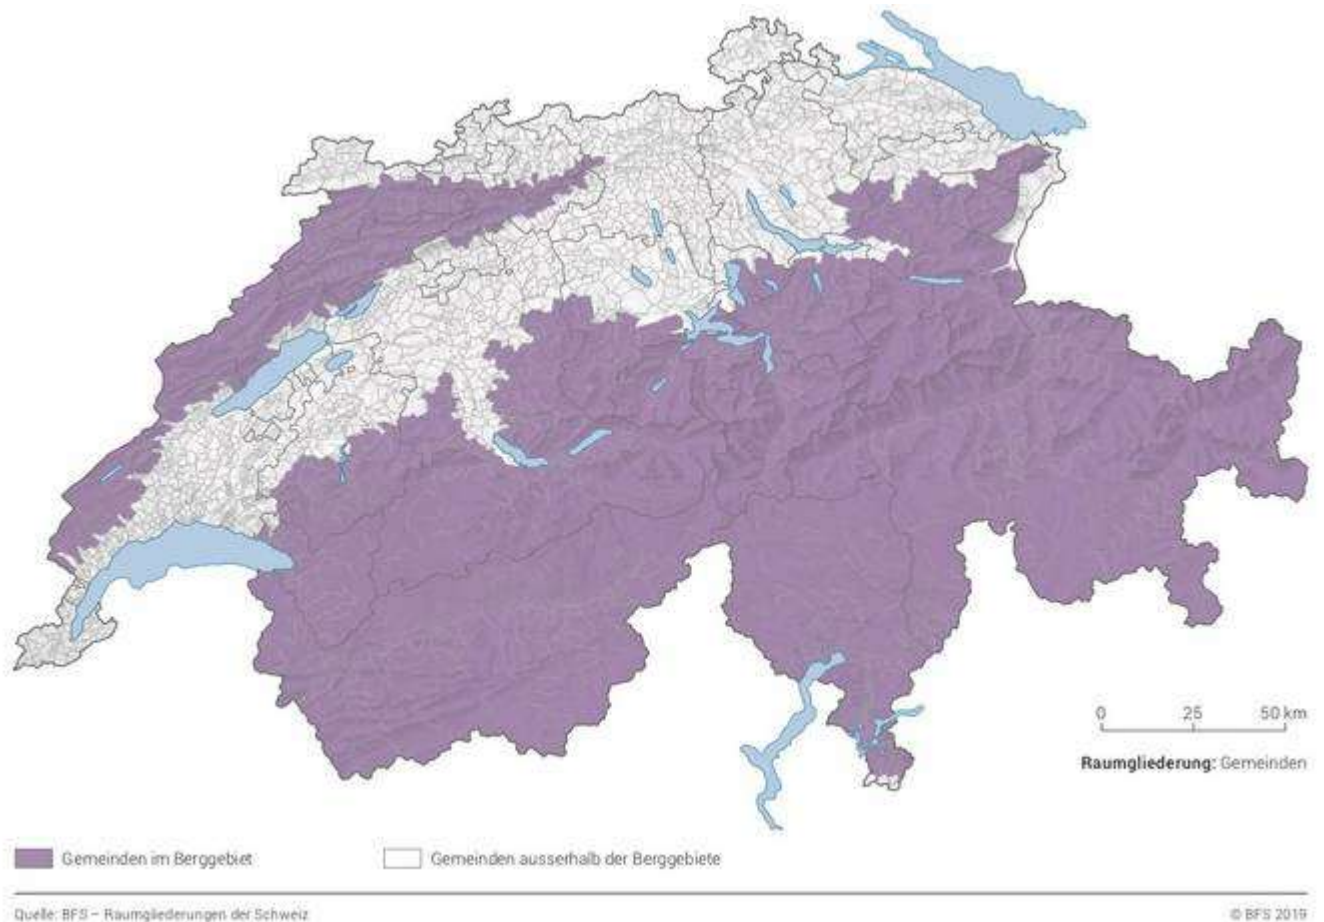 0 25 50 km
Raumgliederung: Gemeinden
Gemeinden im Berggebiet
Gemeinden ausserhalb der Berggebiete
Quelle: BFS – Raumgliederungen der Schweiz
© BFS 2019